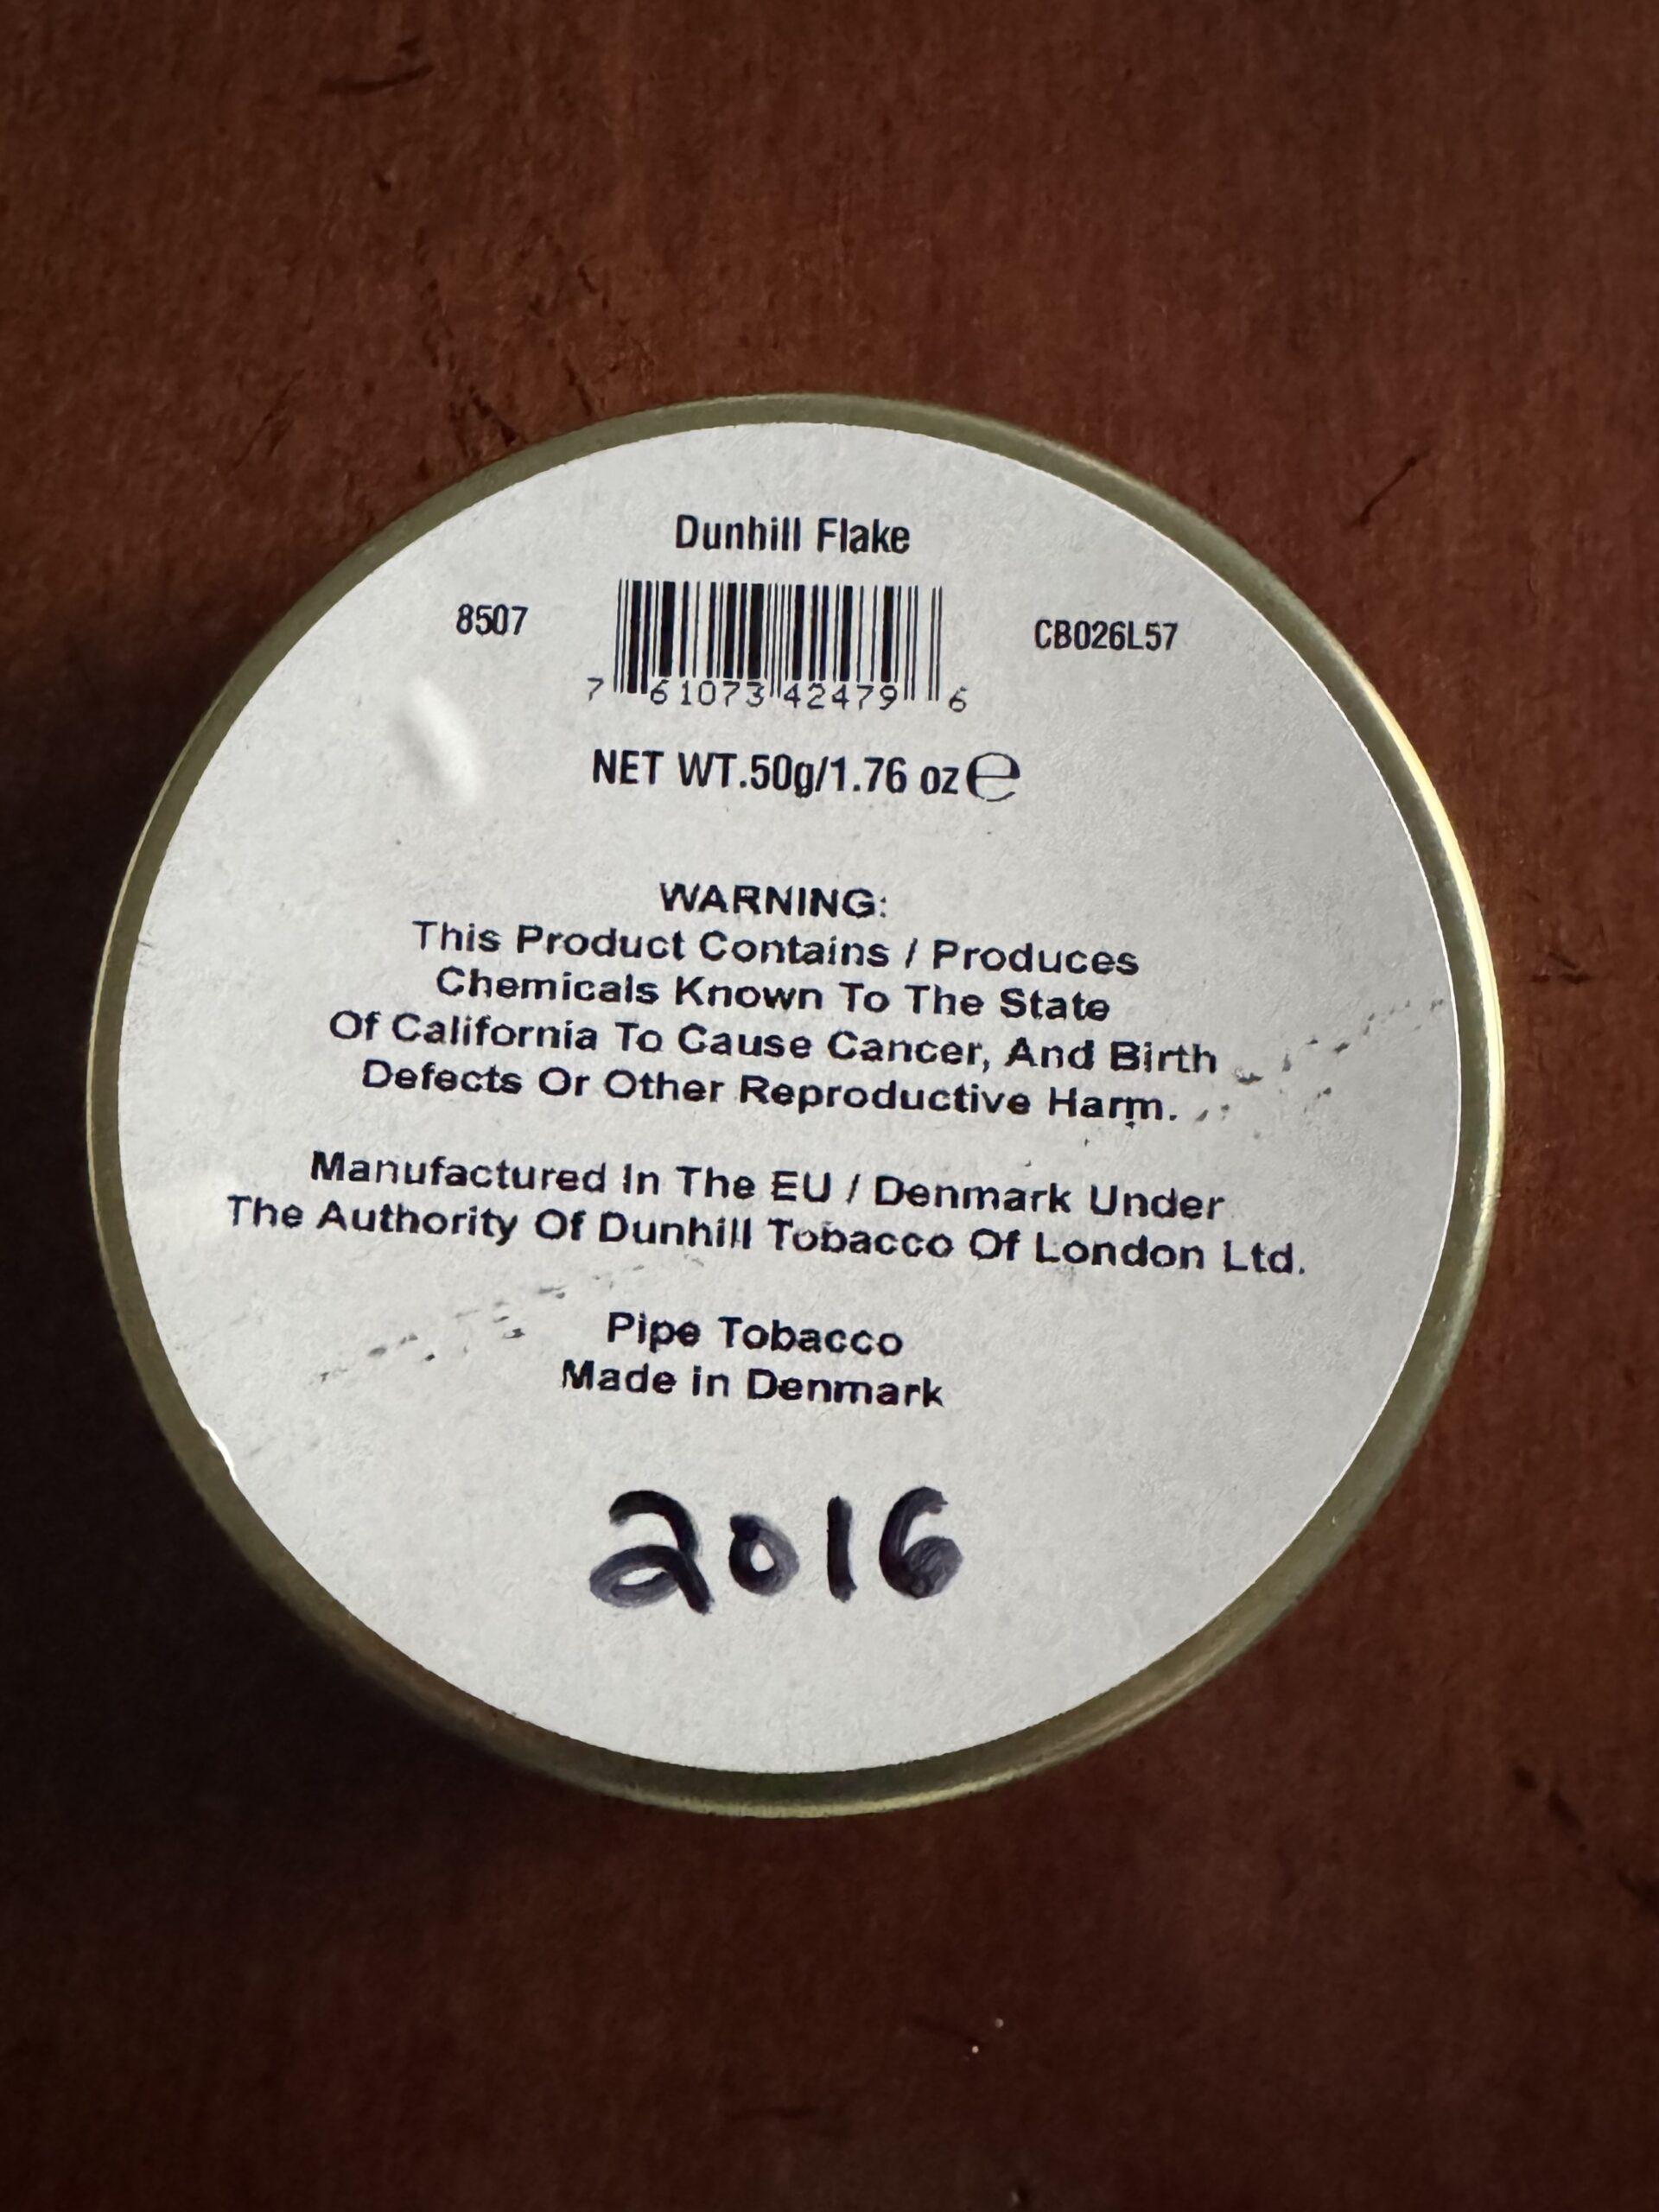 Dunhill Flake
8507
CB026L57
7 61073 42479 6
NET WT.50g/1.76 oz ℮
WARNING:
This Product Contains / Produces
Chemicals Known To The State
Of California To Cause Cancer, And Birth
Defects Or Other Reproductive Harm.
Manufactured In The EU / Denmark Under
The Authority Of Dunhill Tobacco Of London Ltd.
Pipe Tobacco
Made in Denmark
2016